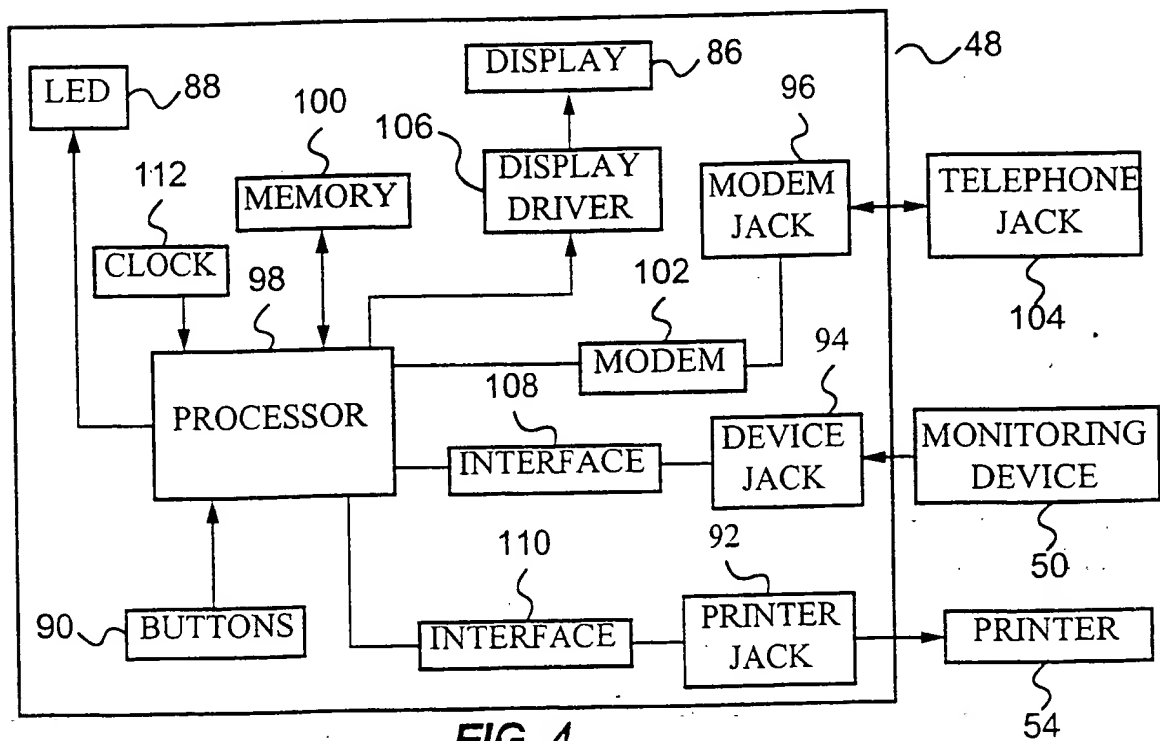 DISPLAY
86
48
LED
88
100
106
96
112
MEMORY
DISPLAY
DRIVER
MODEM
JACK
TELEPHONE
JACK
CLOCK
98
102
104
MODEM
94
PROCESSOR
108
INTERFACE
DEVICE
JACK
MONITORING
DEVICE
110
92
50
90
BUTTONS
INTERFACE
PRINTER
JACK
PRINTER
54
FIG. 4